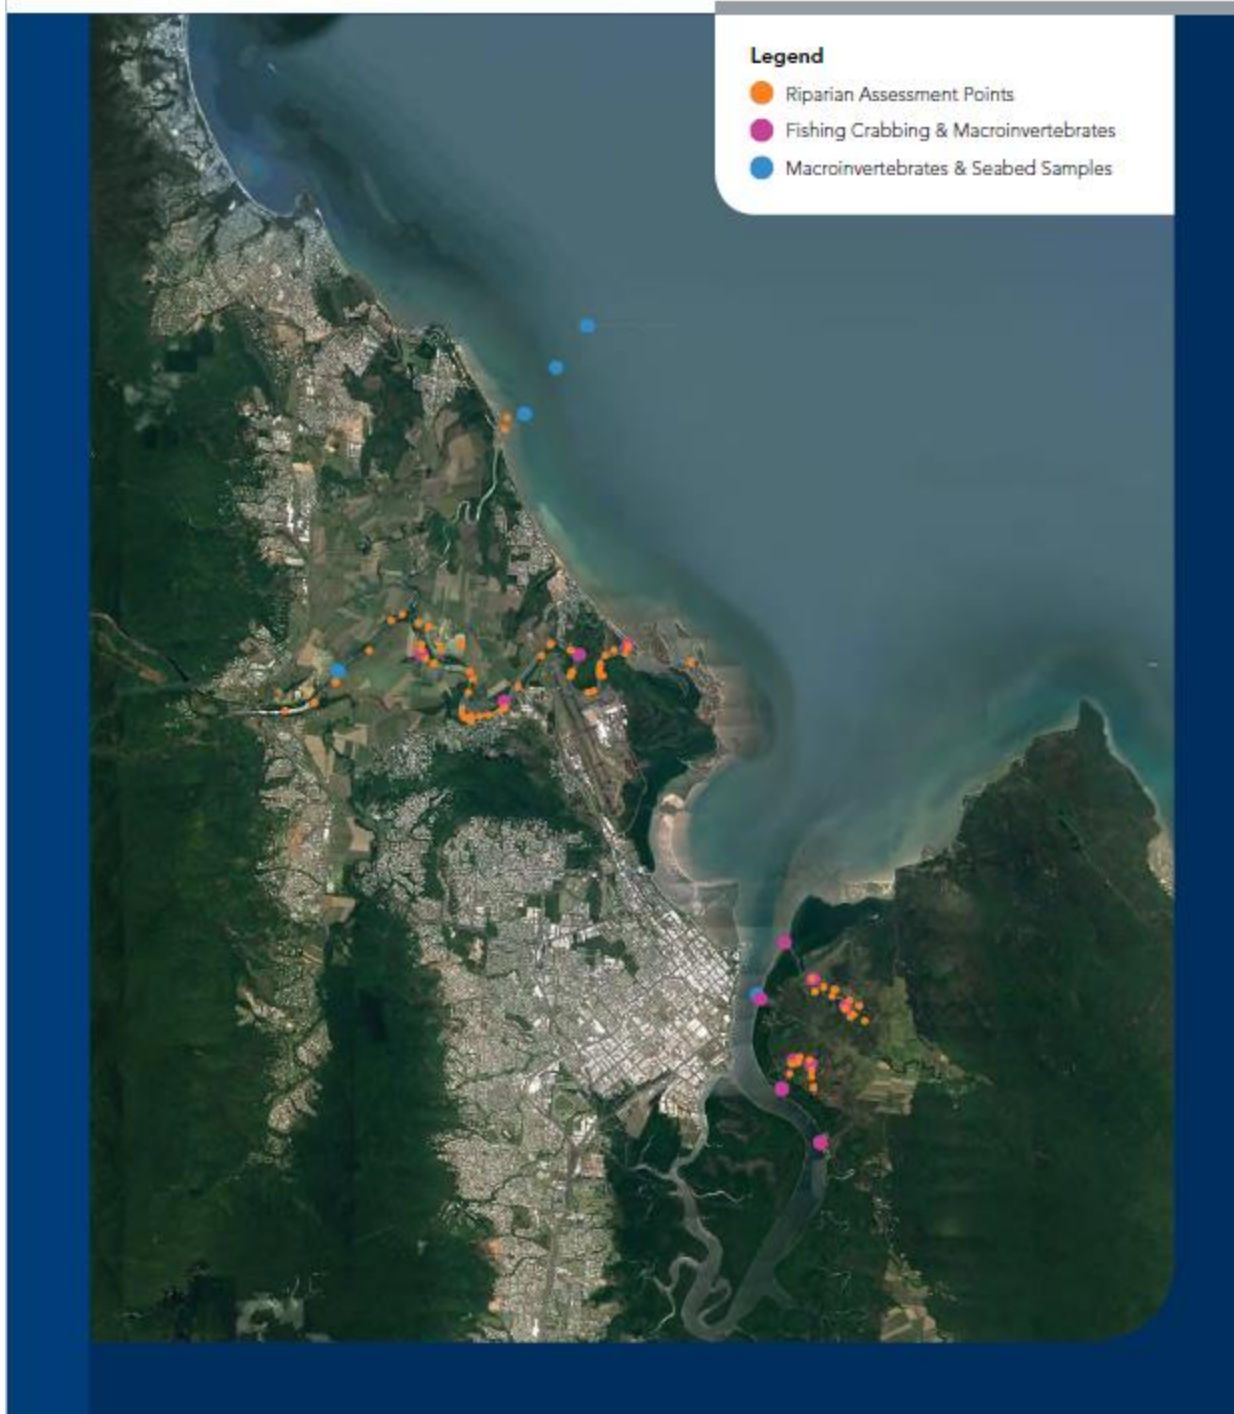 Legend
Riparian Assessment Points
Fishing Crabbing & Macroinvertebrates
Macroinvertebrates & Seabed Samples